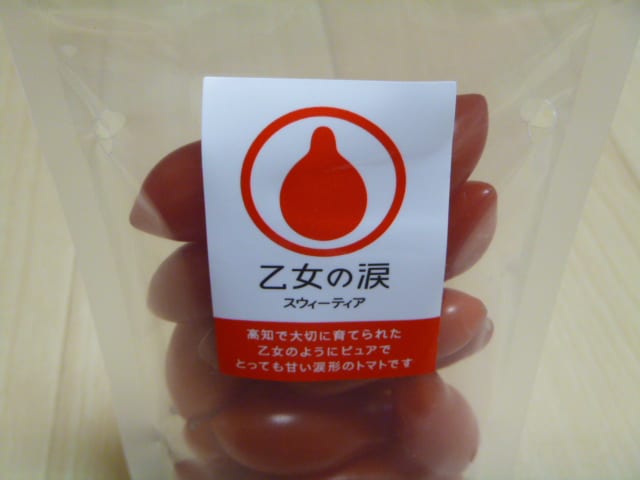 乙女の涙
スウィーティア
高知で大切に育てられた
乙女のようにピュアで
とっても甘い涙形のトマトです